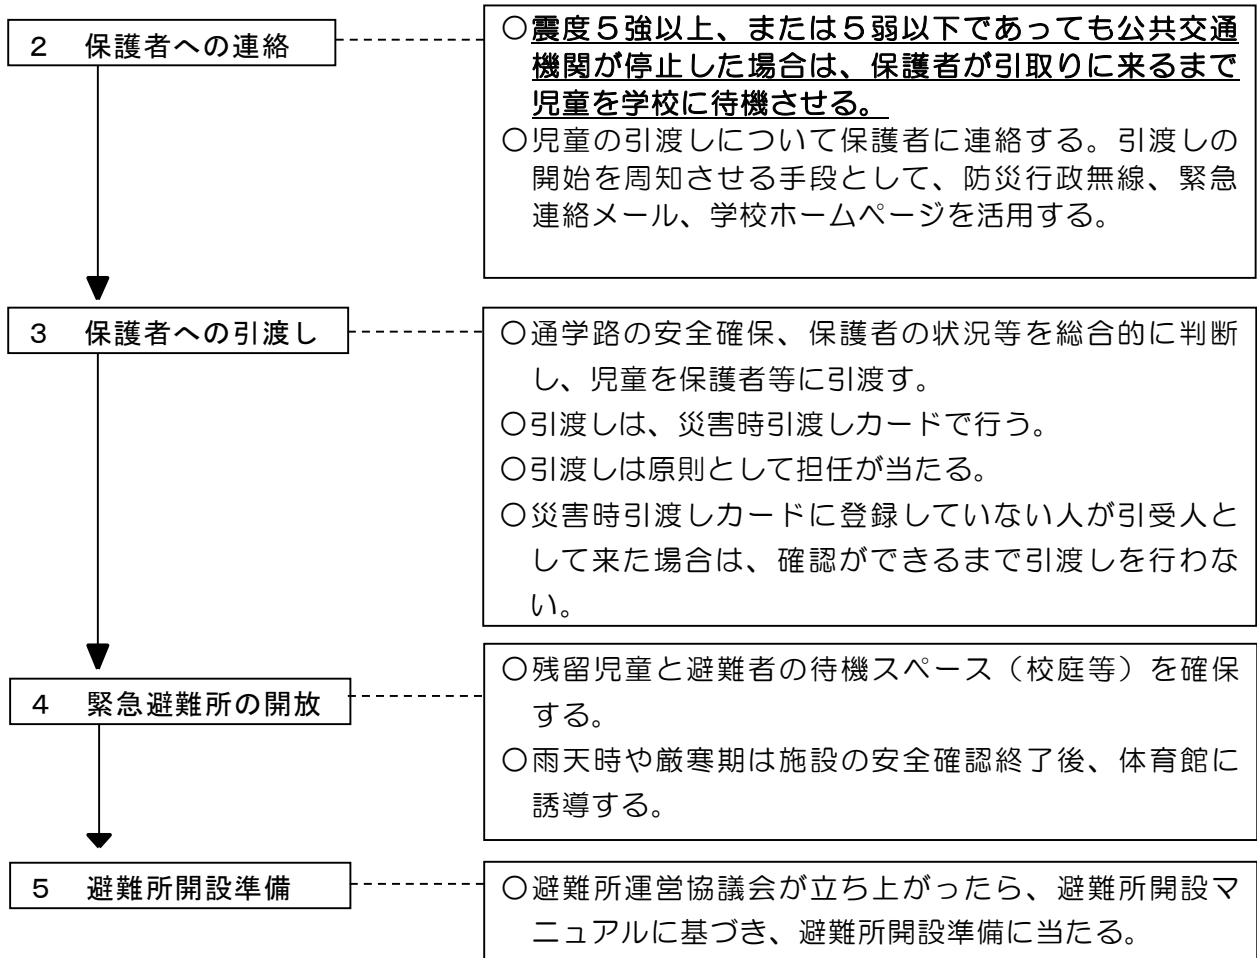 ２　保護者への連絡
○震度５強以上、または５弱以下であっても公共交通
機関が停止した場合は、保護者が引取りに来るまで
児童を学校に待機させる。
○児童の引渡しについて保護者に連絡する。引渡しの
開始を周知させる手段として、防災行政無線、緊急
連絡メール、学校ホームページを活用する。
３　保護者への引渡し
○通学路の安全確保、保護者の状況等を総合的に判断
し、児童を保護者等に引渡す。
○引渡しは、災害時引渡しカードで行う。
○引渡しは原則として担任が当たる。
○災害時引渡しカードに登録していない人が引受人と
して来た場合は、確認ができるまで引渡しを行わな
い。
４　緊急避難所の開放
○残留児童と避難者の待機スペース（校庭等）を確保
する。
○雨天時や厳寒期は施設の安全確認終了後、体育館に
誘導する。
５　避難所開設準備
○避難所運営協議会が立ち上がったら、避難所開設マ
ニュアルに基づき、避難所開設準備に当たる。